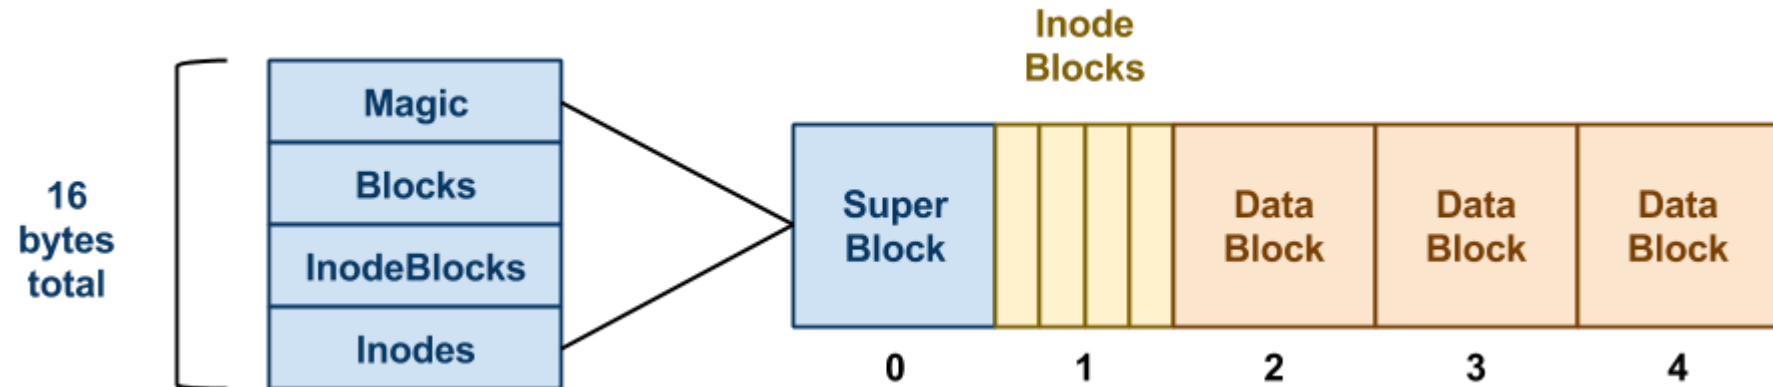 16
bytes
total
Magic
Blocks
InodeBlocks
Inodes
Inode
Blocks
Super
Block
Data
Block
Data
Block
Data
Block
0
1
2
3
4